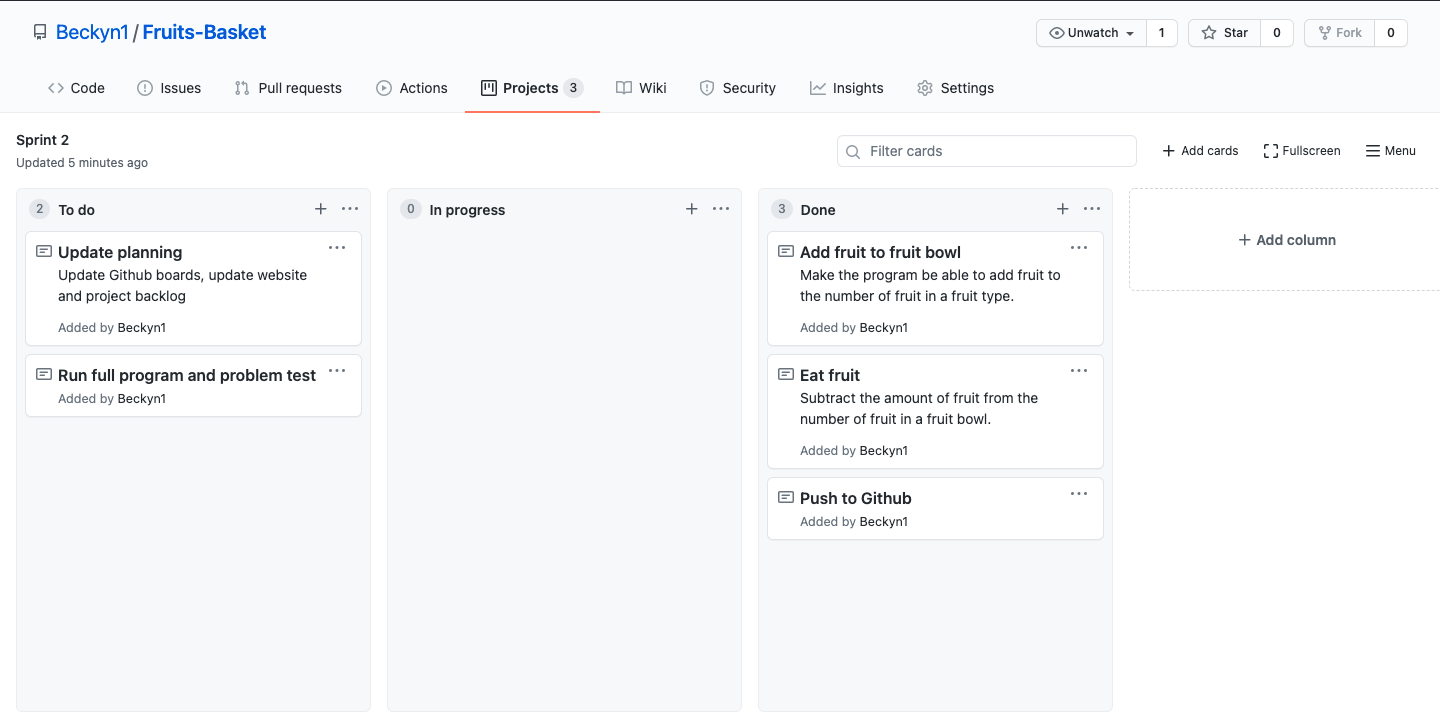 Beckyn1 / Fruits-Basket
Unwatch 1
Star 0
Fork 0
Code
Issues
Pull requests
Actions
Projects 3
Wiki
Security
Insights
Settings
Sprint 2
Updated 5 minutes ago
Filter cards
Add cards
Fullscreen
Menu
2 To do
Update planning
Update Github boards, update website
and project backlog
Added by Beckyn1
Run full program and problem test
Added by Beckyn1
0 In progress
3 Done
Add fruit to fruit bowl
Make the program be able to add fruit to
the number of fruit in a fruit type.
Added by Beckyn1
Eat fruit
Subtract the amount of fruit from the
number of fruit in a fruit bowl.
Added by Beckyn1
Push to Github
Added by Beckyn1
Add column